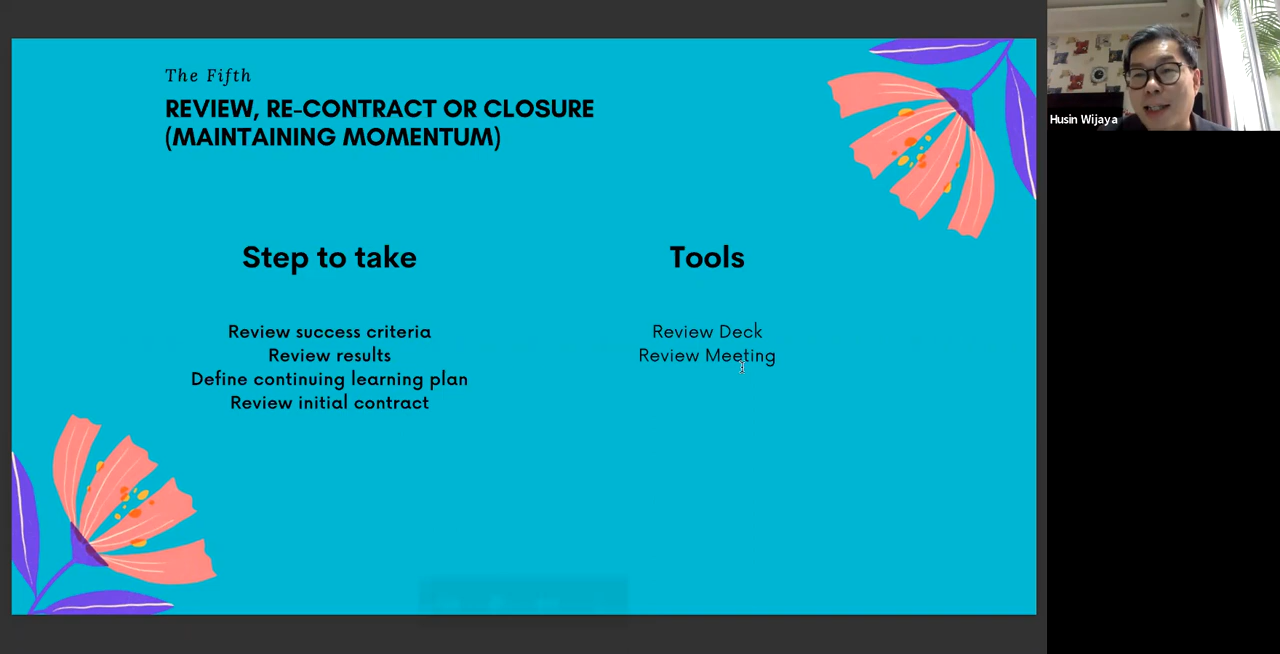 The Fifth
REVIEW, RE-CONTRACT OR CLOSURE
(MAINTAINING MOMENTUM)
Step to take
Review success criteria
Review results
Define continuing learning plan
Review initial contract
Tools
Review Deck
Review Meeting
Husin Wijaya